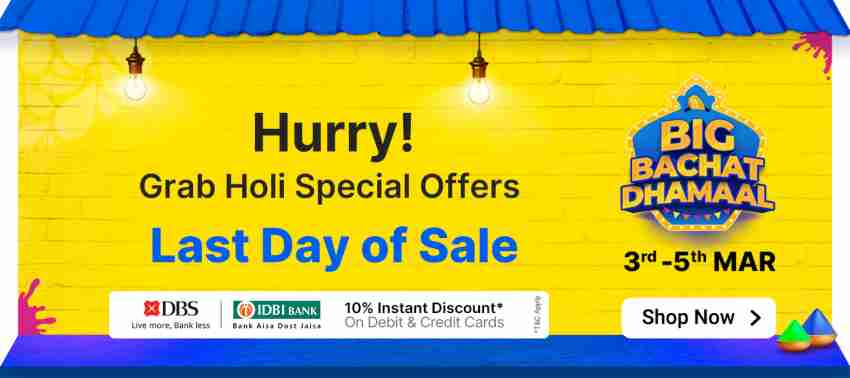 Hurry!
Grab Holi Special Offers
Last Day of Sale
BIG
BACHAT
DHAMAAL
3rd -5th MAR
DBS
Live more, Bank less
IDBI BANK
Bank Aisa Dost Jaisa
10% Instant Discount*
On Debit & Credit Cards
*T&C Apply
Shop Now >